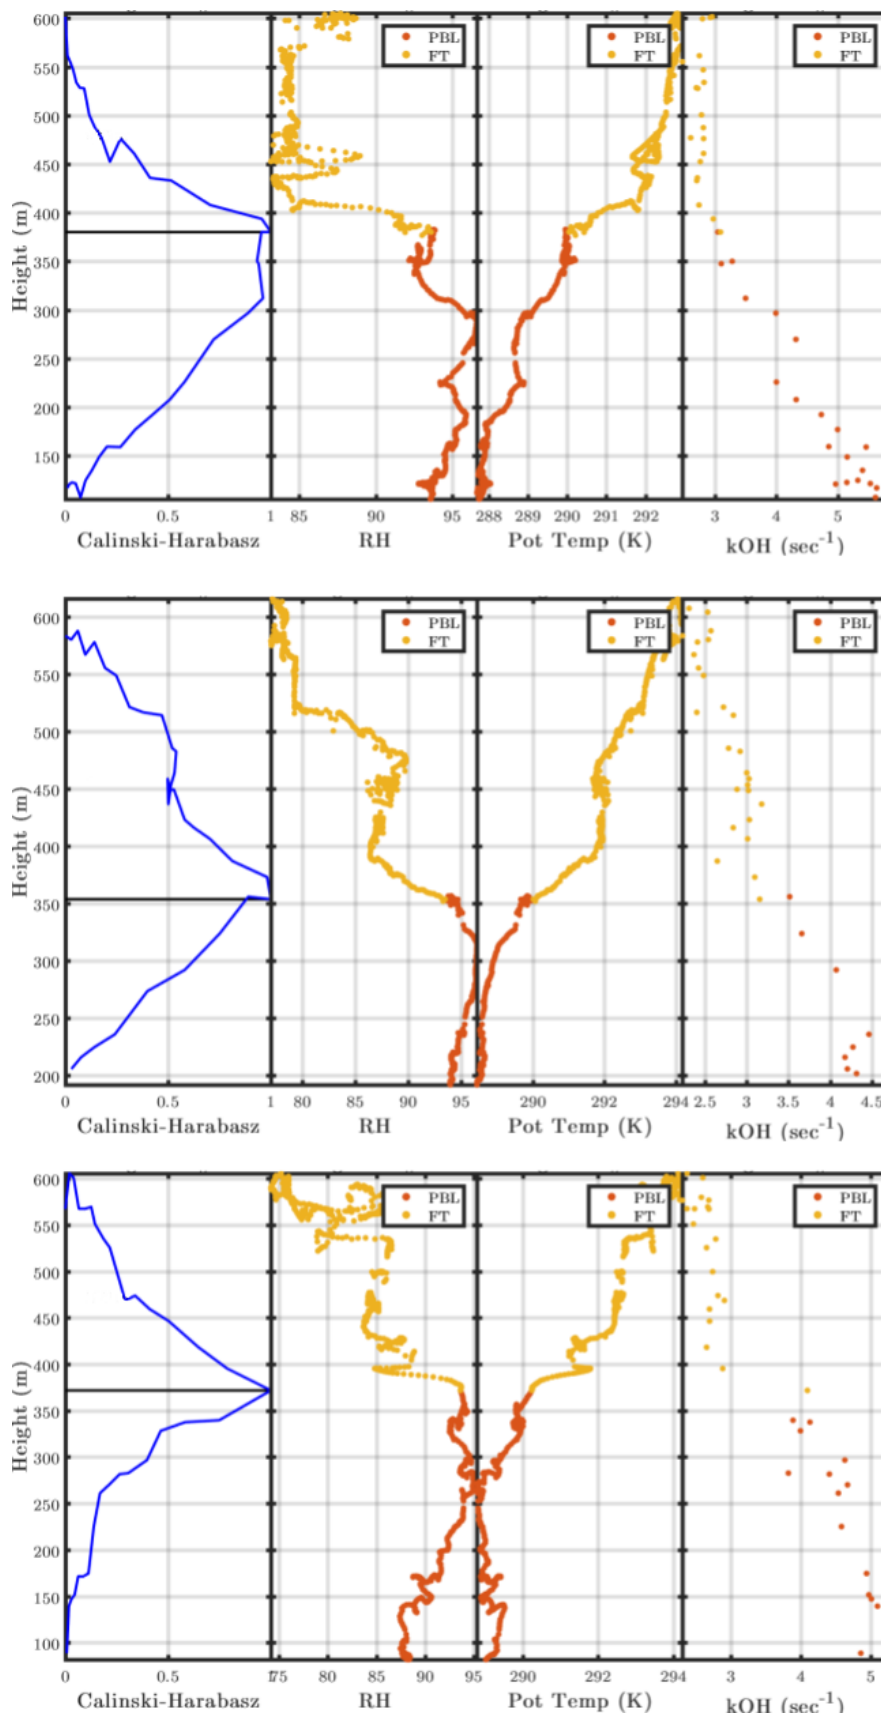 600
550
500
450
400
350
300
250
200
150
Height (m)
PBL
FT
PBL
FT
PBL
FT
0 0.5 1 85 90 95 288 289 290 291 292 3 4 5
Calinski-Harabasz RH Pot Temp (K) kOH (sec-1)
600
550
500
450
400
350
300
250
200
Height (m)
PBL
FT
PBL
FT
PBL
FT
0 0.5 1 80 85 90 95 290 292 294 2.5 3 3.5 4 4.5
Calinski-Harabasz RH Pot Temp (K) kOH (sec-1)
600
550
500
450
400
350
300
250
200
150
100
Height (m)
PBL
FT
PBL
FT
PBL
FT
0 0.5 75 80 85 90 95 290 292 294 3 4 5
Calinski-Harabasz RH Pot Temp (K) kOH (sec-1)